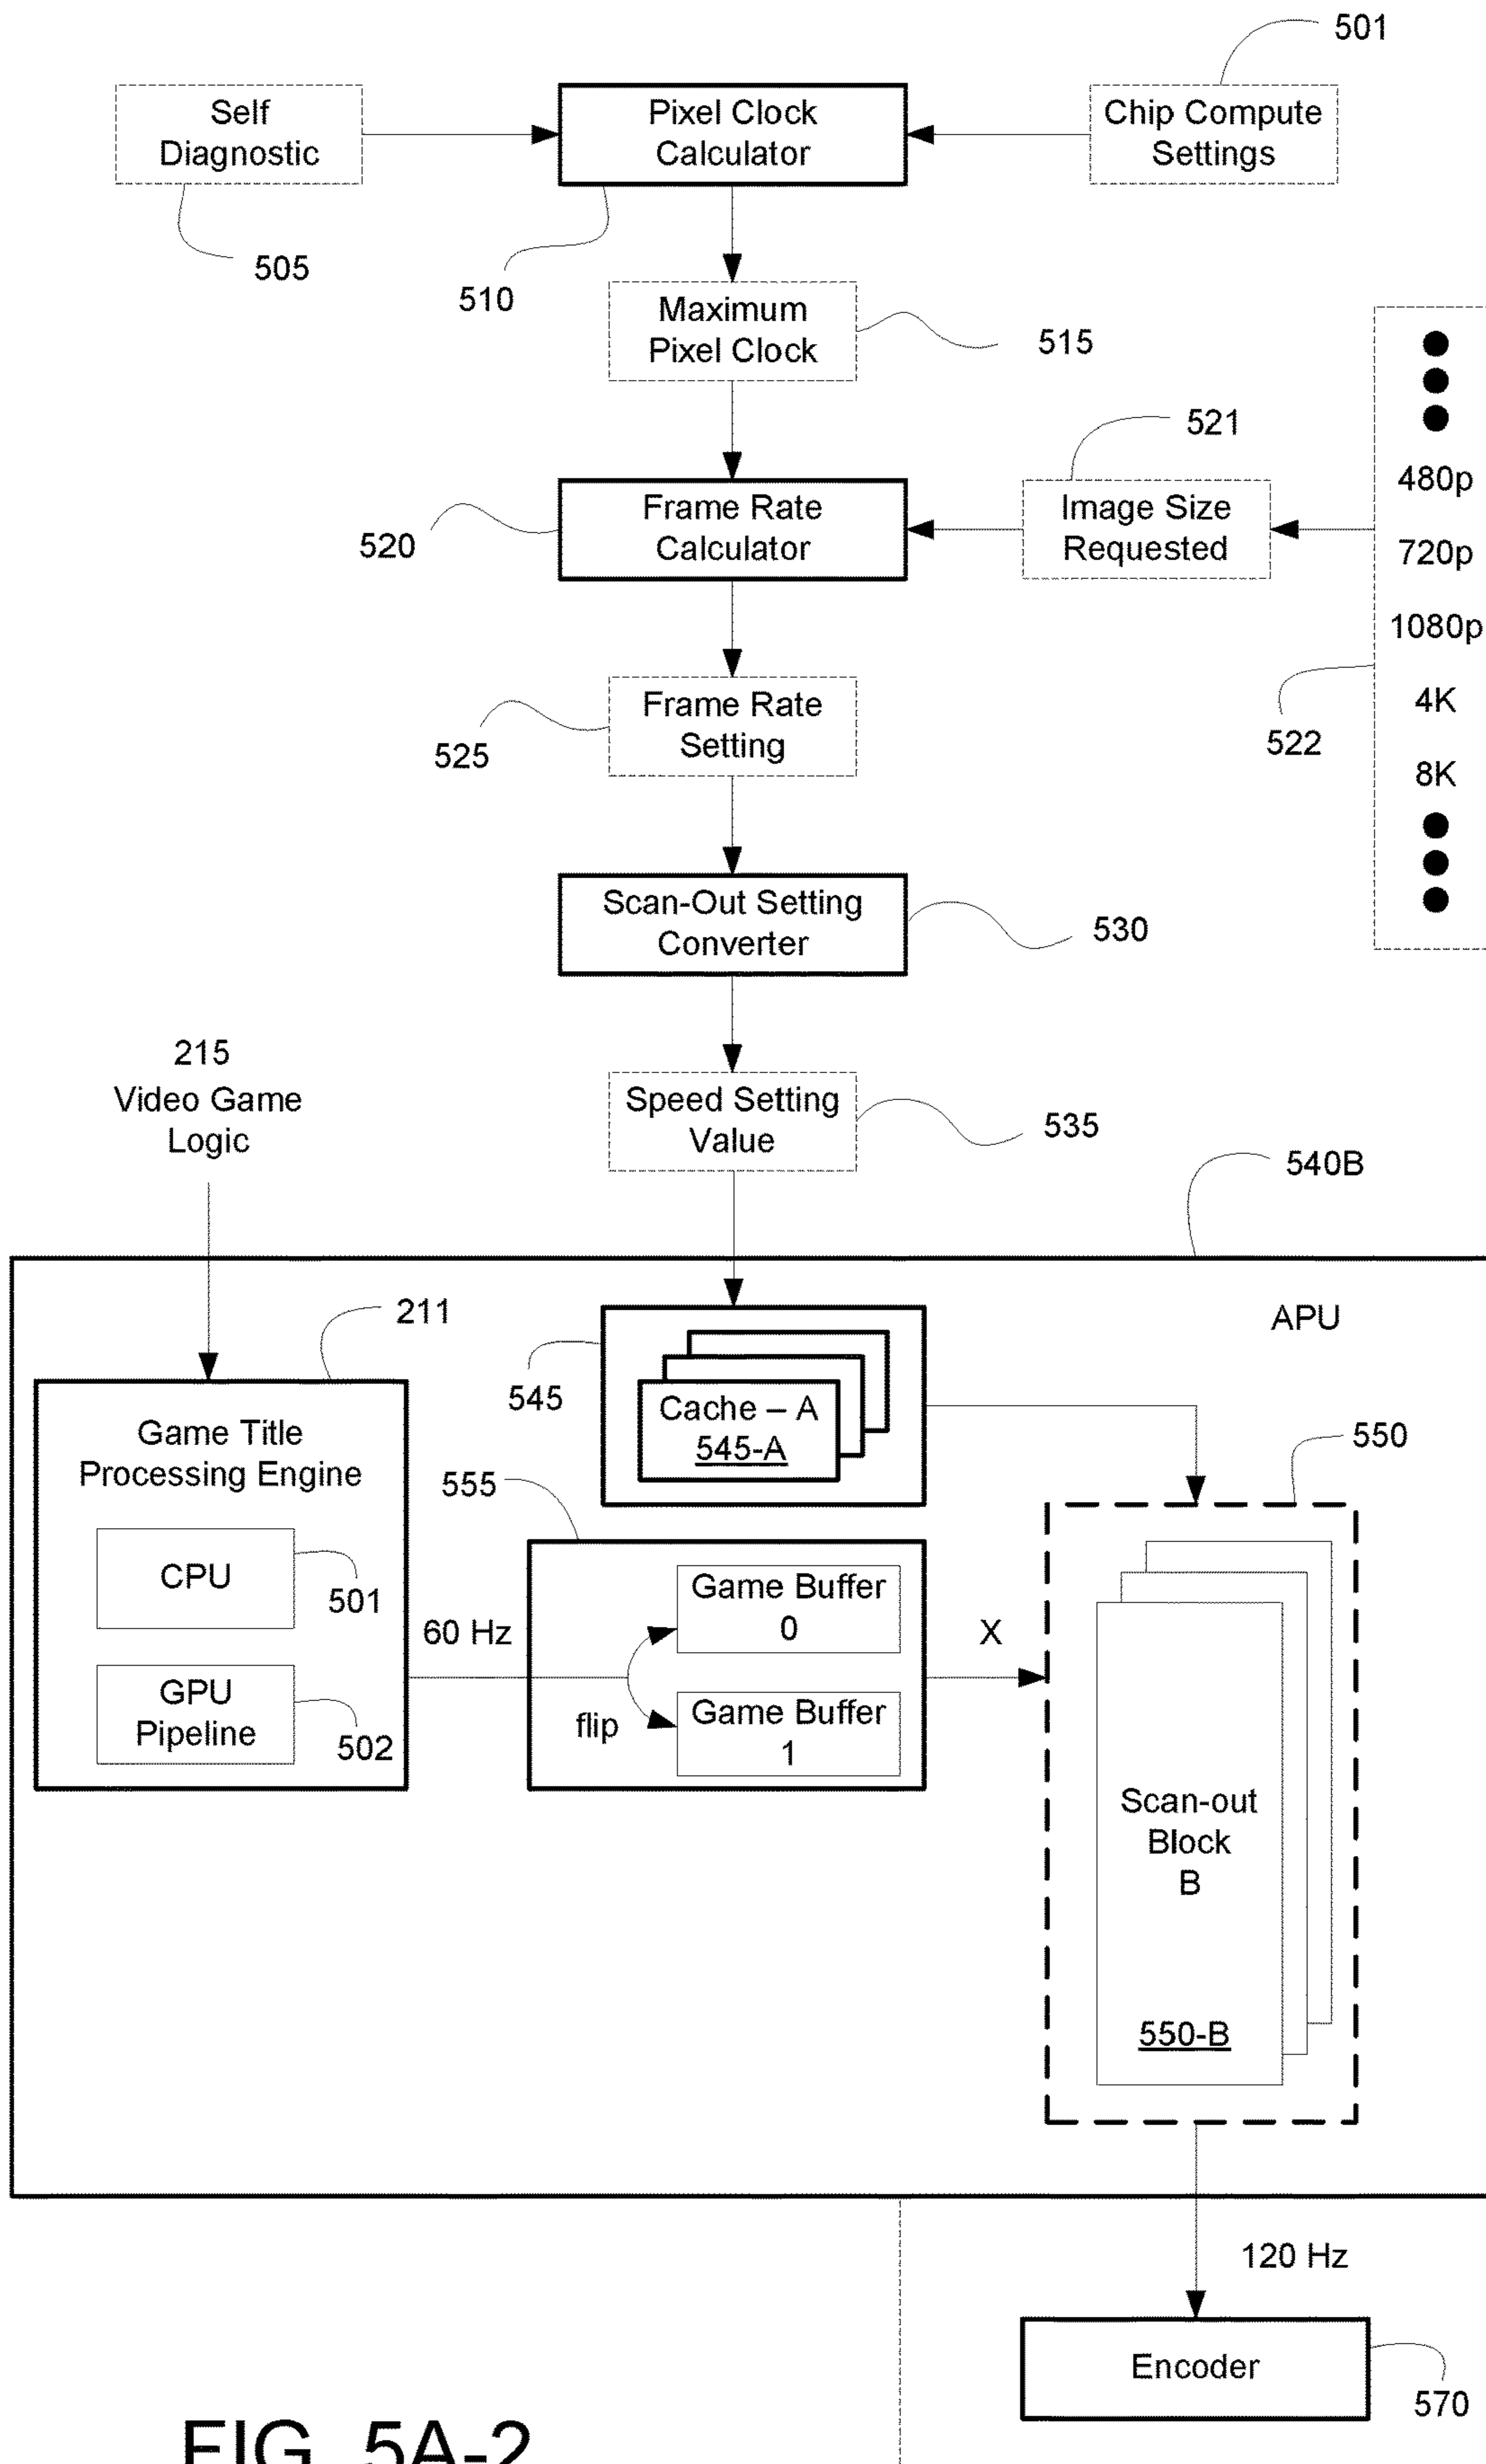 501
Self
Diagnostic
Pixel Clock
Calculator
Chip Compute
Settings
505
510
Maximum
Pixel Clock
515
521
Frame Rate
Calculator
Image Size
Requested
520
480p
720p
1080p
4K
8K
522
Frame Rate
Setting
525
Scan-Out Setting
Converter
530
215
Video Game
Logic
Speed Setting
Value
535
540B
APU
211
545
Cache – A
545-A
Game Title
Processing Engine
550
555
CPU
501
Game Buffer
0
60 Hz
X
GPU
Pipeline
502
flip
Game Buffer
1
Scan-out
Block
B
550-B
120 Hz
Encoder
570
FIG. 5A-2